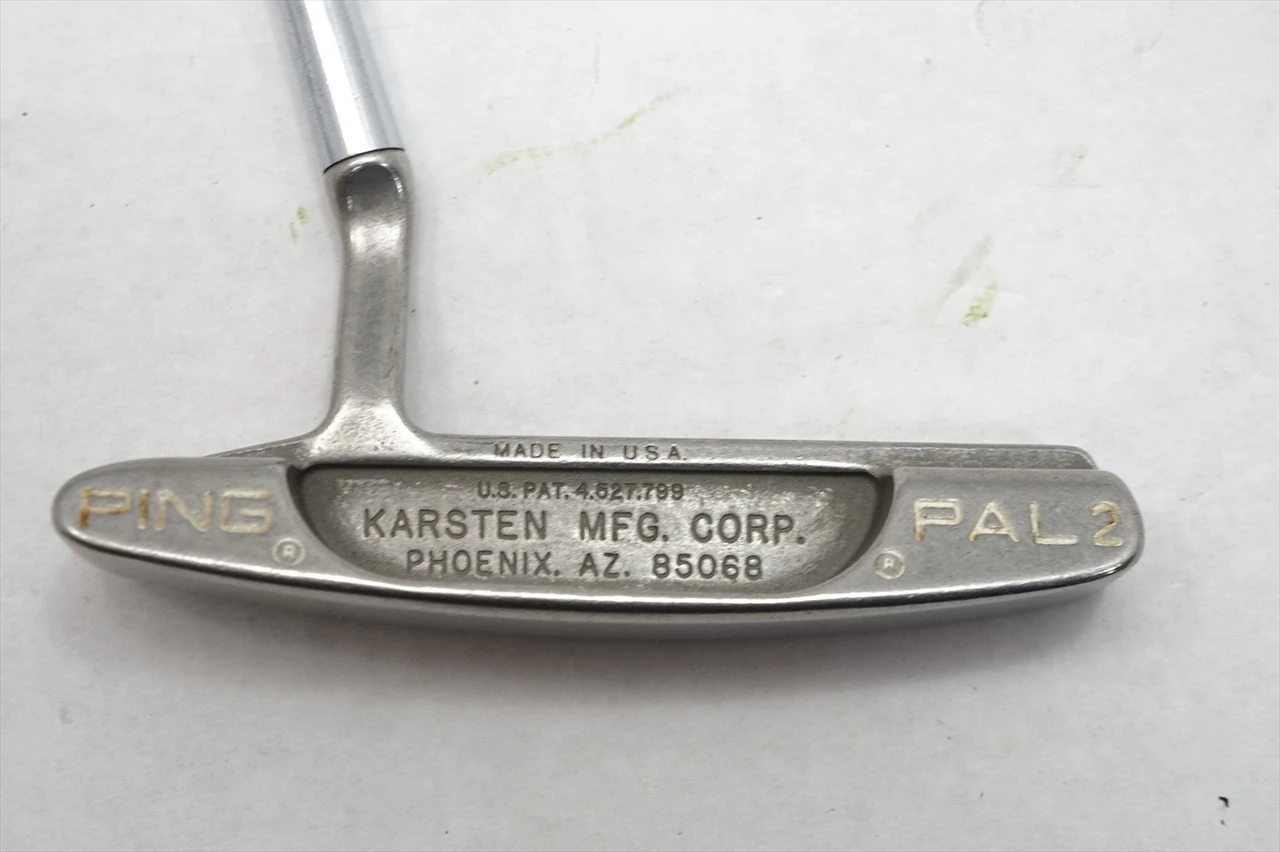 MADE IN U.S.A.
U.S. PAT. 4,527,799
KARSTEN MFG. CORP.
PHOENIX. AZ. 85068
PING ®
PAL 2 ®